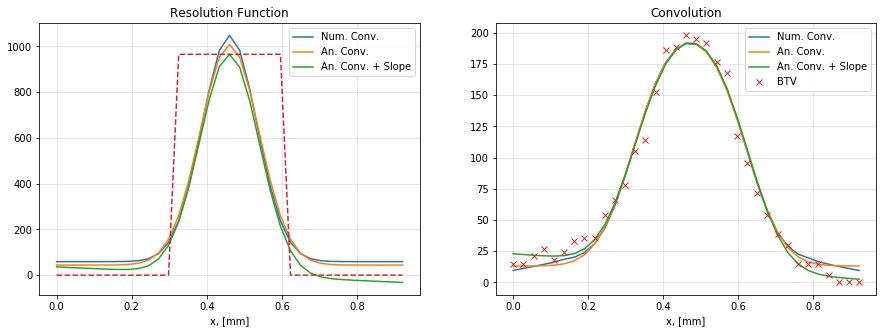 Resolution Function
1000
800
600
400
200
0
0.0
0.2
0.4
0.6
0.8
x, [mm]
Num. Conv.
An. Conv.
An. Conv. + Slope
Convolution
200
175
150
125
100
75
50
25
0
0.0
0.2
0.4
0.6
0.8
x, [mm]
Num. Conv.
An. Conv.
An. Conv. + Slope
BTV